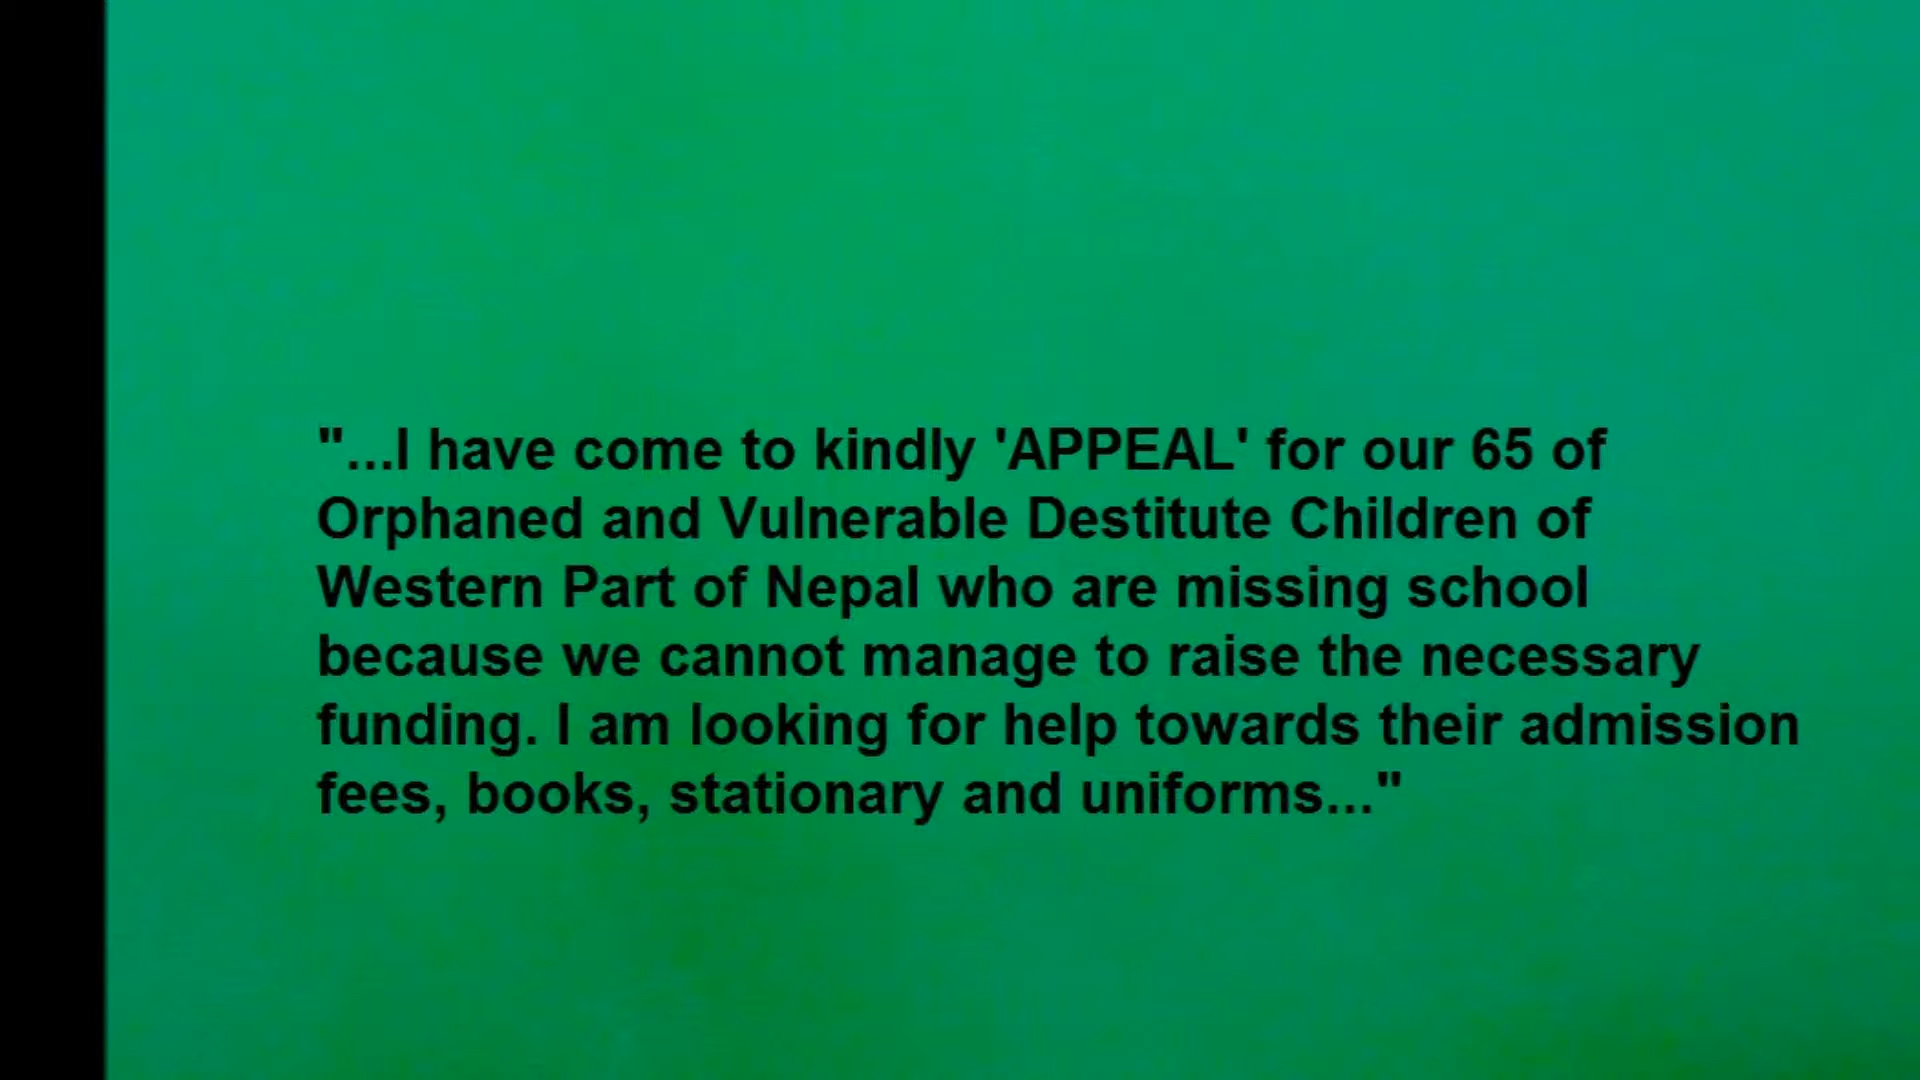 "...I have come to kindly 'APPEAL' for our 65 of
Orphaned and Vulnerable Destitute Children of
Western Part of Nepal who are missing school
because we cannot manage to raise the necessary
funding. I am looking for help towards their admission
fees, books, stationary and uniforms..."